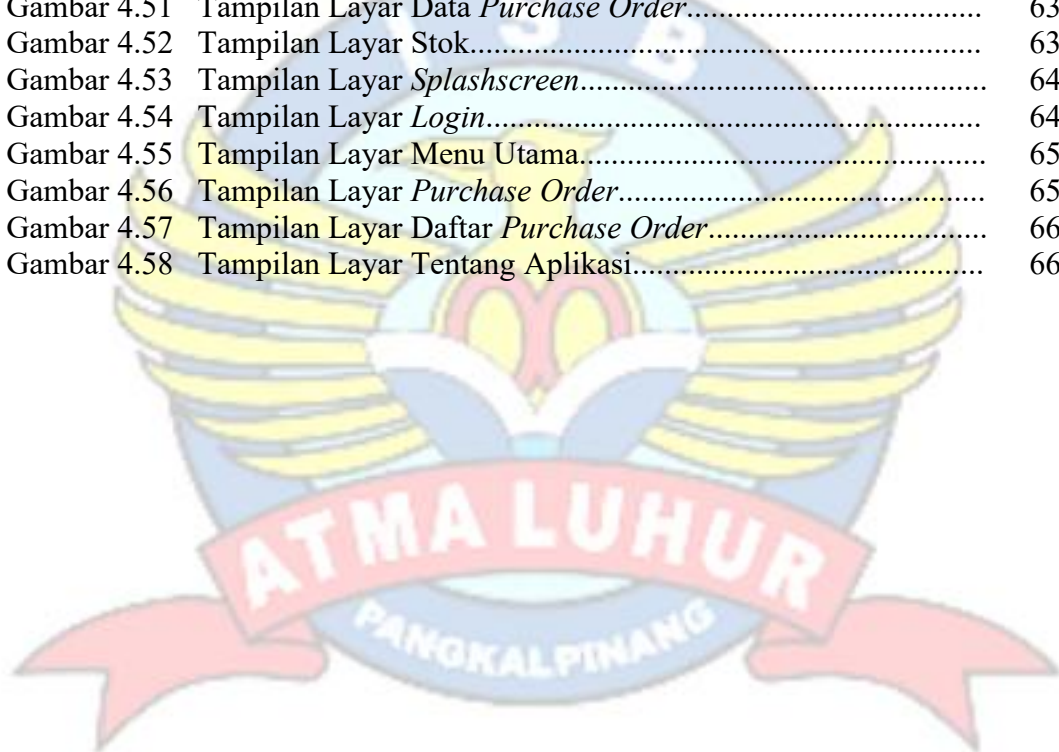 Gambar 4.51 Tampilan Layar Data Purchase Order.................................. 63
Gambar 4.52 Tampilan Layar Stok............................................................ 63
Gambar 4.53 Tampilan Layar Splashscreen................................................ 64
Gambar 4.54 Tampilan Layar Login.......................................................... 64
Gambar 4.55 Tampilan Layar Menu Utama................................................ 65
Gambar 4.56 Tampilan Layar Purchase Order........................................... 65
Gambar 4.57 Tampilan Layar Daftar Purchase Order................................. 66
Gambar 4.58 Tampilan Layar Tentang Aplikasi......................................... 66
I S B
ATMA LUHUR
PANGKALPINANG